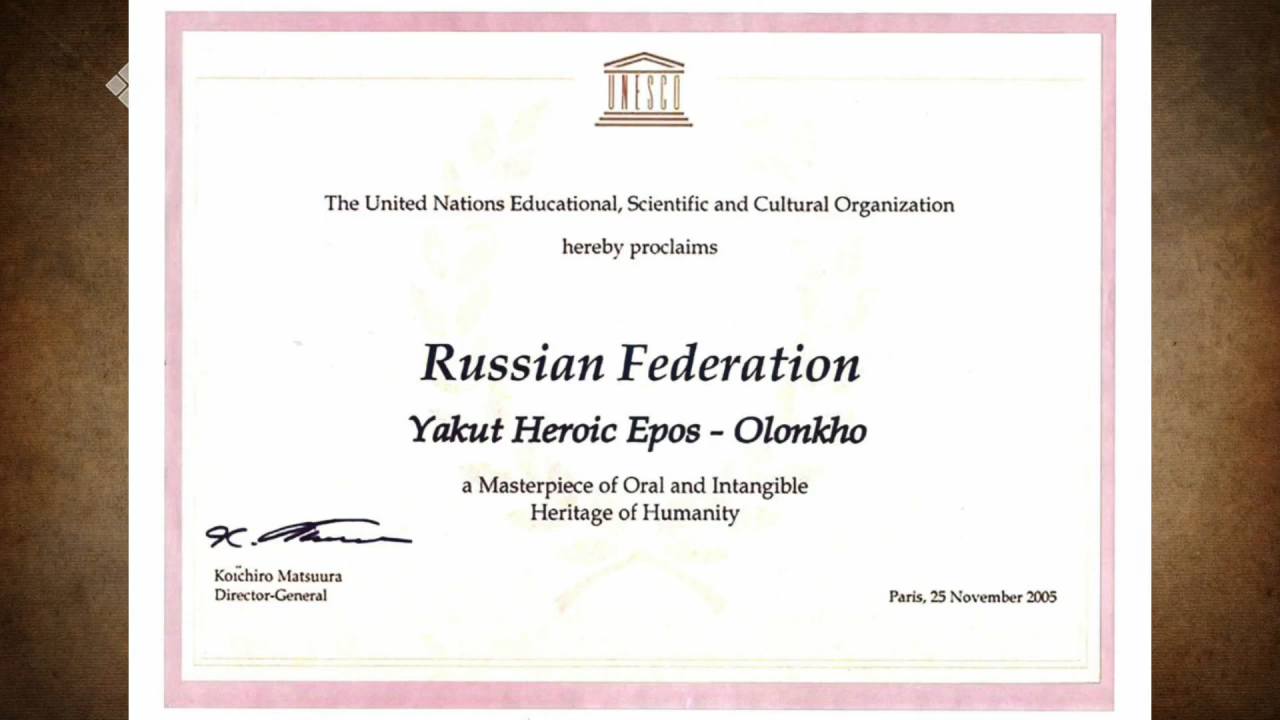 UNESCO
The United Nations Educational, Scientific and Cultural Organization
hereby proclaims
Russian Federation
Yakut Heroic Epos - Olonkho
a Masterpiece of Oral and Intangible
Heritage of Humanity
Koïchiro Matsuura
Director-General
Paris, 25 November 2005